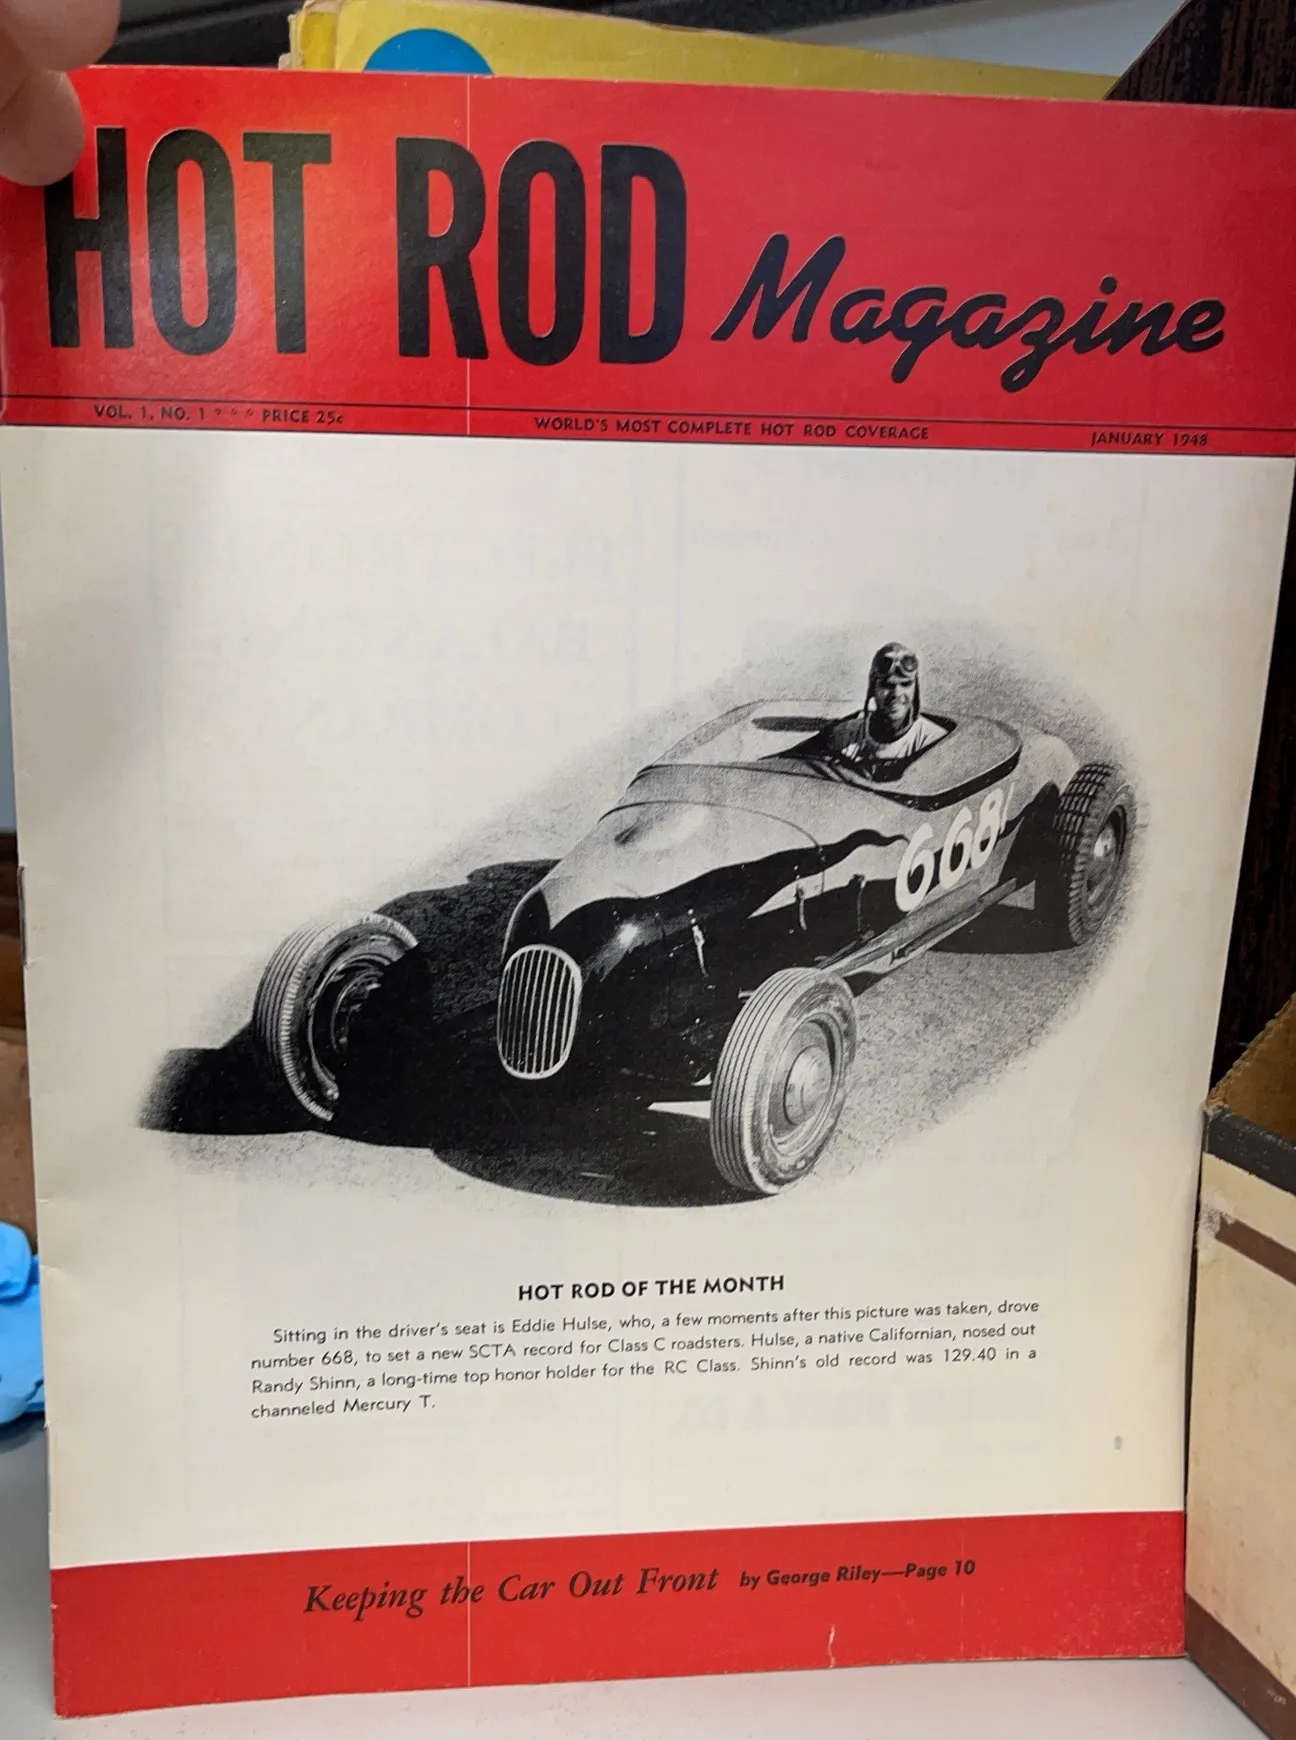 HOT ROD Magazine
VOL. 1, NO. 1 * * * PRICE 25c
WORLD'S MOST COMPLETE HOT ROD COVERAGE
JANUARY 1948
668
HOT ROD OF THE MONTH
Sitting in the driver's seat is Eddie Hulse, who, a few moments after this picture was taken, drove
number 668, to set a new SCTA record for Class C roadsters. Hulse, a native Californian, nosed out
Randy Shinn, a long-time top honor holder for the RC Class. Shinn's old record was 129.40 in a
channeled Mercury T.
Keeping the Car Out Front by George Riley—Page 10